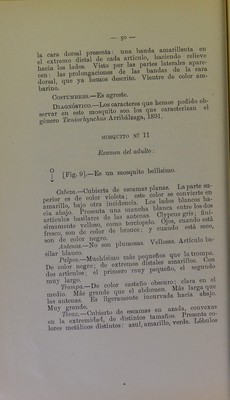 — 50 —
la cara dorsal presenta: una banda amarillenta en
el extremo distal de cada artículo, haciendo relieve
hacia los lados. Vista por las partes laterales apare-
cen: las prolongaciones de las bandas de la cara
dorsal, que ya hemos descrito. Vientre de color am-
barino.
COSTUMBRES.—Es agreste.
DIAGNÓSTICO.—Los caracteres que hemos podido ob-
servar en este mosquito son los que caracterizan el
género Tæniorhynchus Arribálzaga, 1891.
MOSQUITO Nº 11
Resumen del adulto:
♀ [Fig. 9].—Es un mosquito bellísimo.
Cabeza.—Cubierta de escamas planas. La parte su-
perior es de color violeta; este color se convierte en
amarillo, bajo otra incidencia. Los lados blancos ha-
cia abajo. Presenta una mancha blanca entre los dos
artículos basilares de las antenas. Clypeus gris, finí-
simamente velloso, como terciopelo. Ojos, cuando está
fresco, son de color de bronce; y cuando está seco,
son de color negro.
Antenas.—No son plumosas. Vellosas. Artículo ba-
silar blanco.
Palpos.—Muchísimo más pequeños que la trompa.
De color negro; de extremos distales amarillos. Con
dos artículos: el primero muy pequeño, el segundo
muy largo.
Trompa.—De color castaño obscuro; clara en el
medio. Más grande que el abdomen. Más larga que
las antenas. Es ligeramente incurvada hacia abajo.
Muy grande.
Tórax.—Cubierto de escamas en azada, convexas
en la extremidad, de distintos tamaños. Presenta co-
lores metálicos distintos: azul, amarillo, verde. Lóbulos